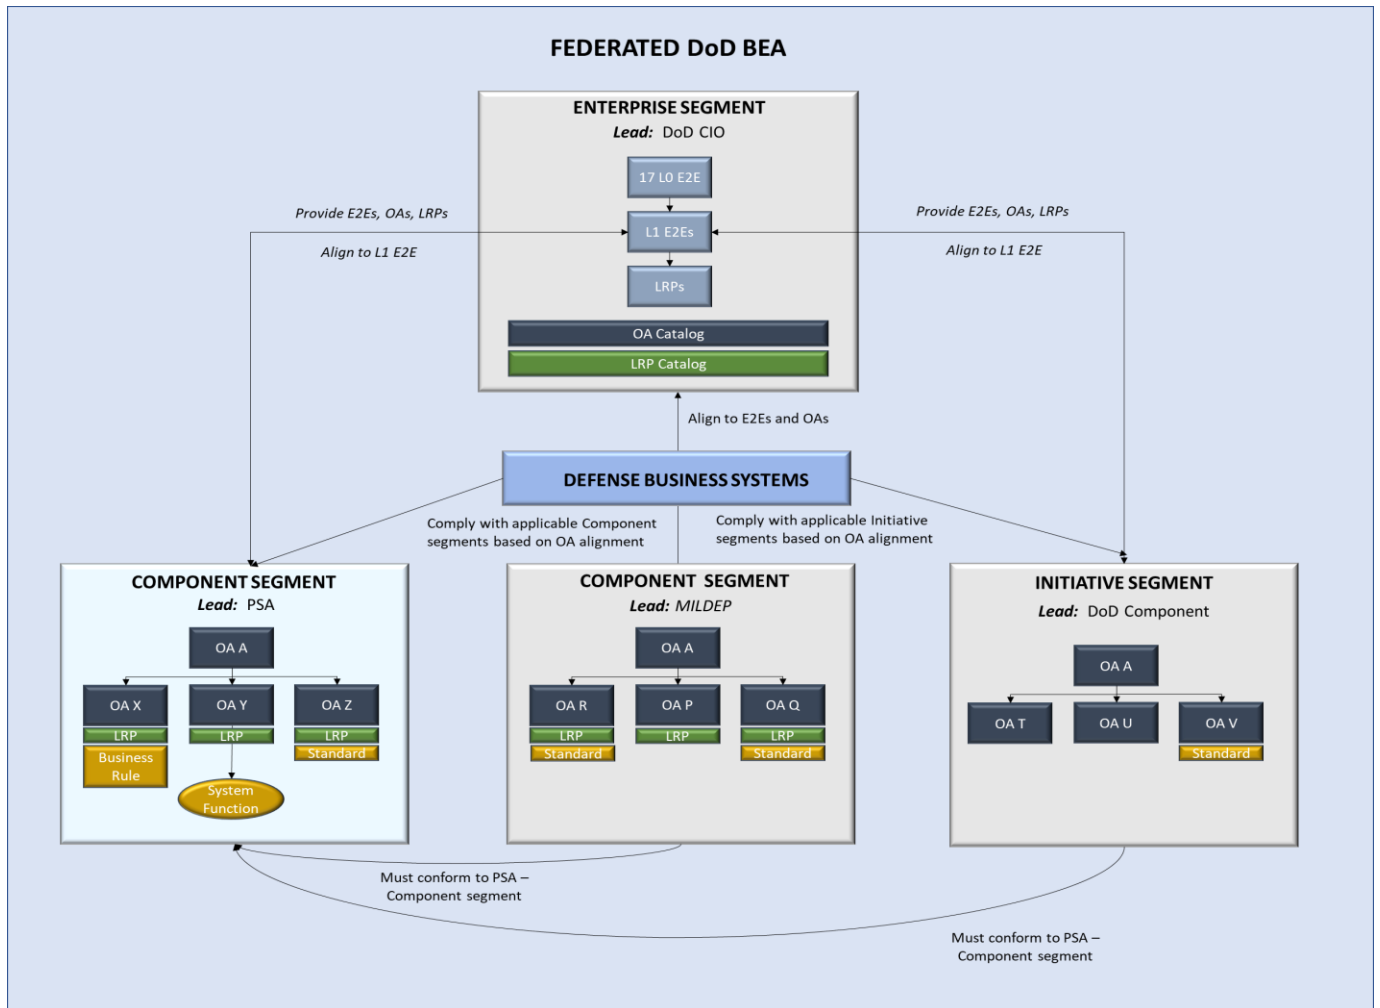 FEDERATED DoD BEA
ENTERPRISE SEGMENT
Lead: DoD CIO
17 L0 E2E
Provide E2Es, OAs, LRPs
Align to L1 E2E
L1 E2Es
Provide E2Es, OAs, LRPs
Align to L1 E2E
LRPs
OA Catalog
LRP Catalog
Align to E2Es and OAs
DEFENSE BUSINESS SYSTEMS
Comply with applicable Component
segments based on OA alignment
Comply with applicable Initiative
segments based on OA alignment
COMPONENT SEGMENT
Lead: PSA
OA A
OA X
OA Y
OA Z
LRP
LRP
LRP
Business
Rule
Standard
System
Function
COMPONENT SEGMENT
Lead: MILDEP
OA A
OA R
OA P
OA Q
LRP
LRP
LRP
Standard
Standard
INITIATIVE SEGMENT
Lead: DoD Component
OA A
OA T
OA U
OA V
Standard
Must conform to PSA –
Component segment
Must conform to PSA –
Component segment